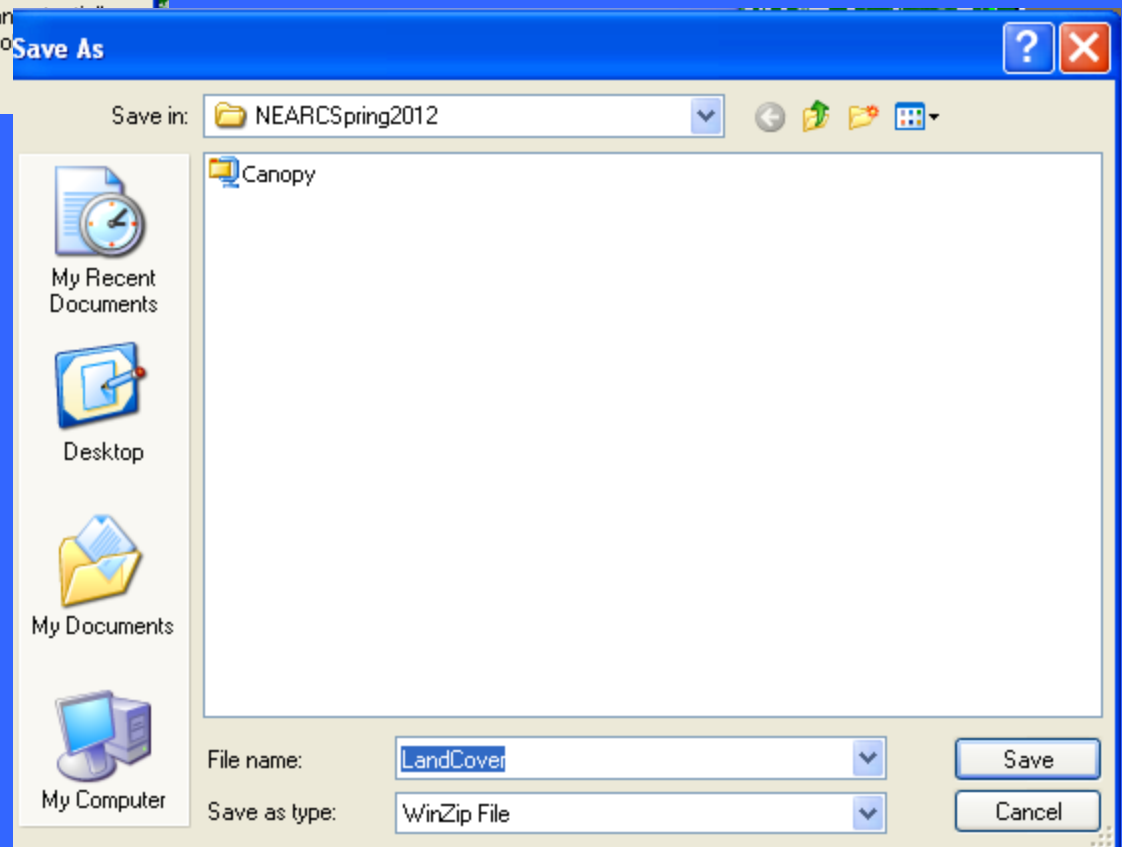 Save As
Save in:
NEARCSpring2012
Canopy
My Recent
Documents
Desktop
My Documents
My Computer
File name:
LandCover
Save
Save as type:
WinZip File
Cancel